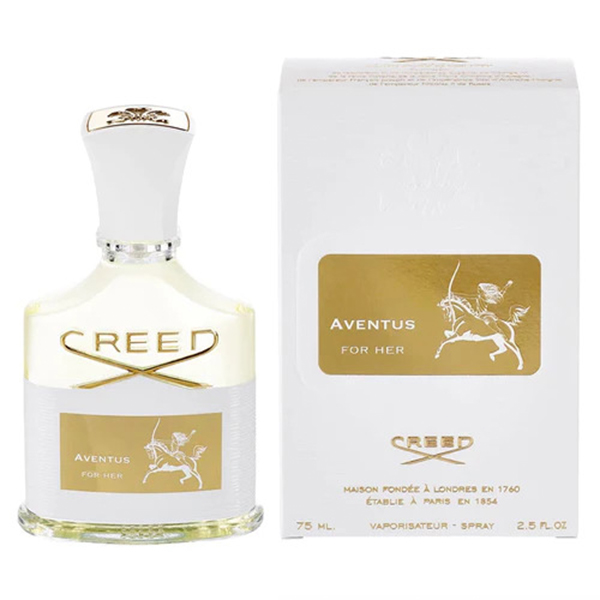 CREED
AVENTUS
FOR HER
AVENTUS
FOR HER
CREED
MAISON FONDÉE À LONDRES EN 1760
ÉTABLIE À PARIS EN 1854
75 ML. VAPORISATEUR - SPRAY 2.5 FL.OZ